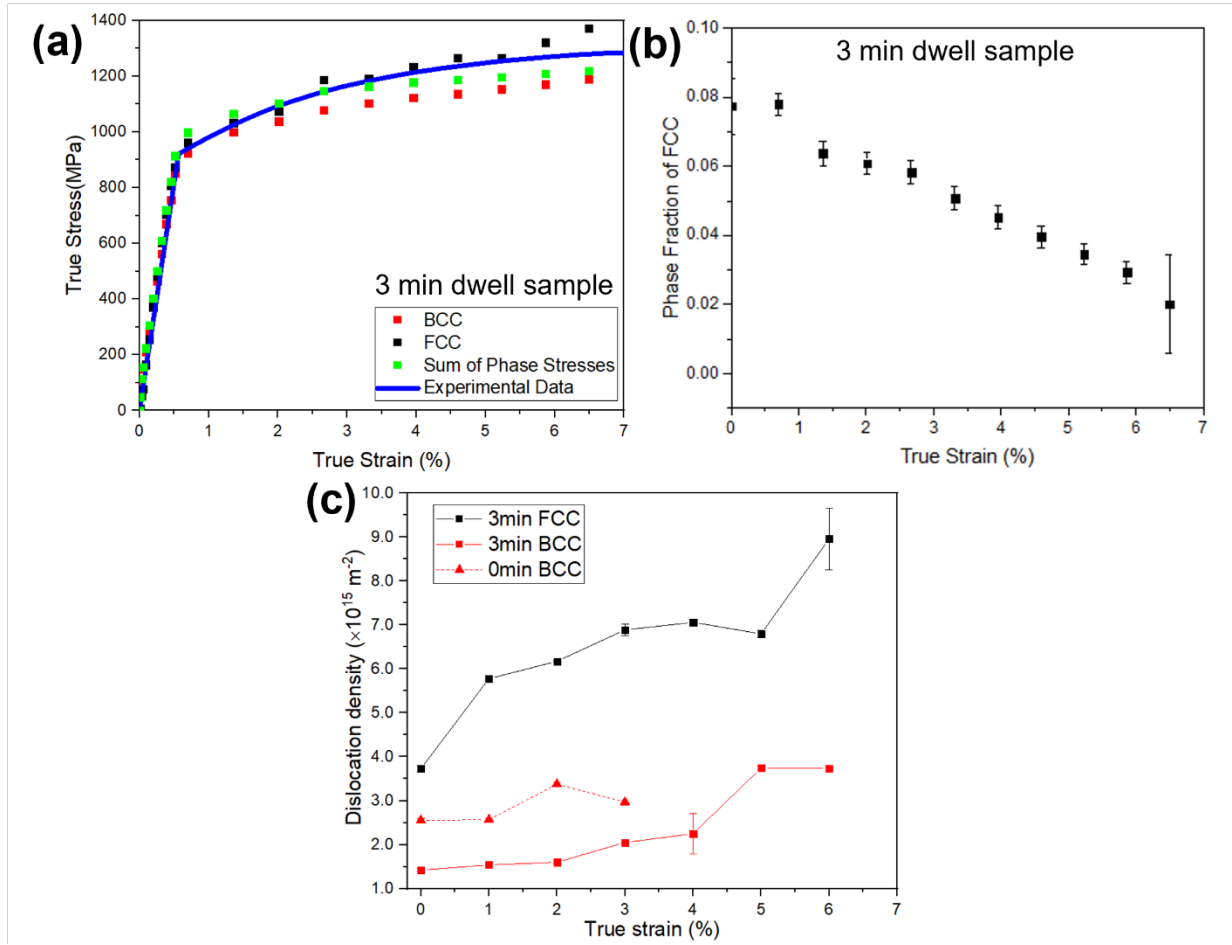 (a)
1400
1200
1000
800
600
400
200
0
True Stress(MPa)
3 min dwell sample
BCC
FCC
Sum of Phase Stresses
Experimental Data
0 1 2 3 4 5 6 7
True Strain (%)
(b)
0.10
0.08
0.06
0.04
0.02
0.00
Phase Fraction of FCC
3 min dwell sample
0 1 2 3 4 5 6 7
True Strain (%)
(c)
10.0
9.0
8.0
7.0
6.0
5.0
4.0
3.0
2.0
1.0
Dislocation density (×10¹⁵ m⁻²)
3min FCC
3min BCC
0min BCC
0 1 2 3 4 5 6 7
True strain (%)